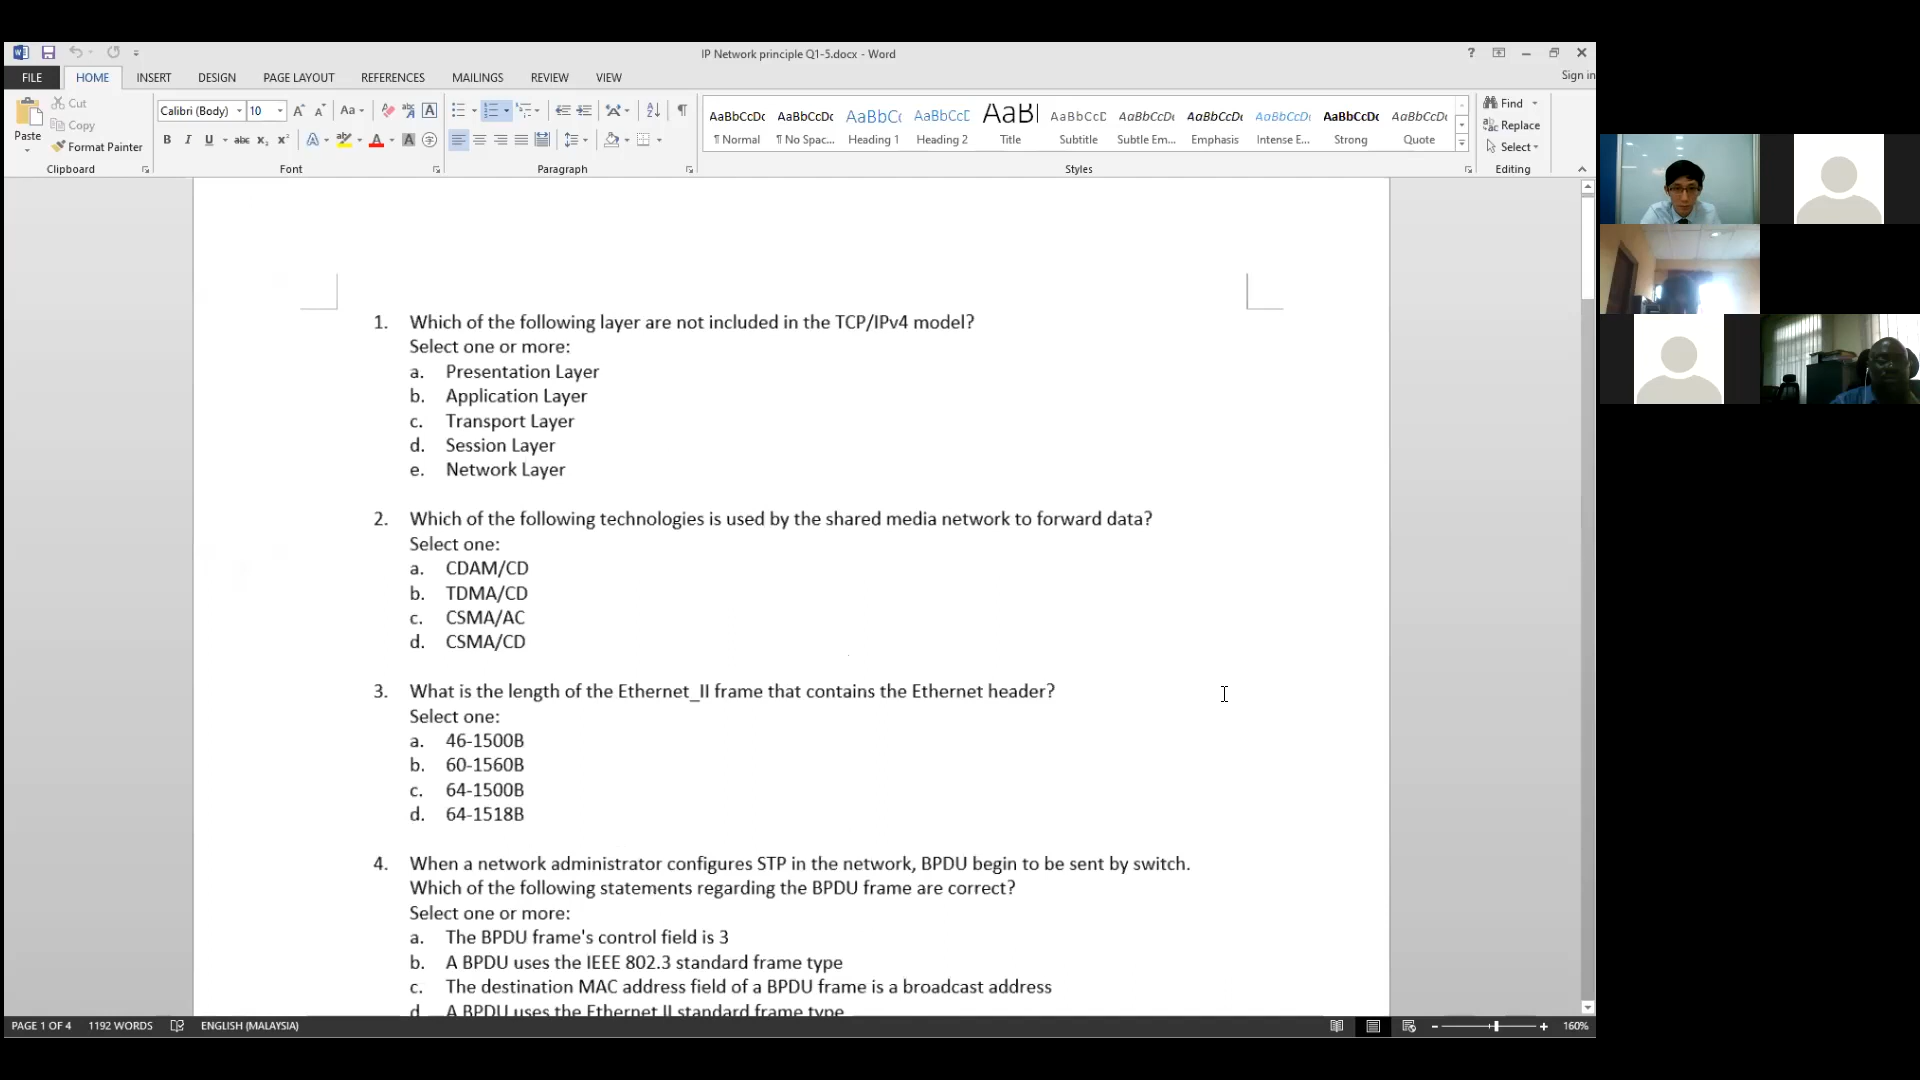 IP Network principle Q1-5.docx - Word
Sign in
FILE HOME INSERT DESIGN PAGE LAYOUT REFERENCES MAILINGS REVIEW VIEW
Paste
Cut
Copy
Format Painter
Clipboard
Calibri (Body) 10
Font
Paragraph
AaBbCcDc AaBbCcDc AaBbCc AaBbCcD AaBl AaBbCcD AaBbCcDc AaBbCcDc AaBbCcDc AaBbCcDc AaBbCcDc
¶ Normal ¶ No Spac... Heading 1 Heading 2 Title Subtitle Subtle Em... Emphasis Intense E... Strong Quote
Styles
Find
Replace
Select
Editing
1. Which of the following layer are not included in the TCP/IPv4 model?
Select one or more:
a. Presentation Layer
b. Application Layer
c. Transport Layer
d. Session Layer
e. Network Layer
2. Which of the following technologies is used by the shared media network to forward data?
Select one:
a. CDAM/CD
b. TDMA/CD
c. CSMA/AC
d. CSMA/CD
3. What is the length of the Ethernet_II frame that contains the Ethernet header?
Select one:
a. 46-1500B
b. 60-1560B
c. 64-1500B
d. 64-1518B
4. When a network administrator configures STP in the network, BPDU begin to be sent by switch.
Which of the following statements regarding the BPDU frame are correct?
Select one or more:
a. The BPDU frame's control field is 3
b. A BPDU uses the IEEE 802.3 standard frame type
c. The destination MAC address field of a BPDU frame is a broadcast address
d. A BPDU uses the Ethernet II standard frame type
PAGE 1 OF 4 1192 WORDS ENGLISH (MALAYSIA) 160%